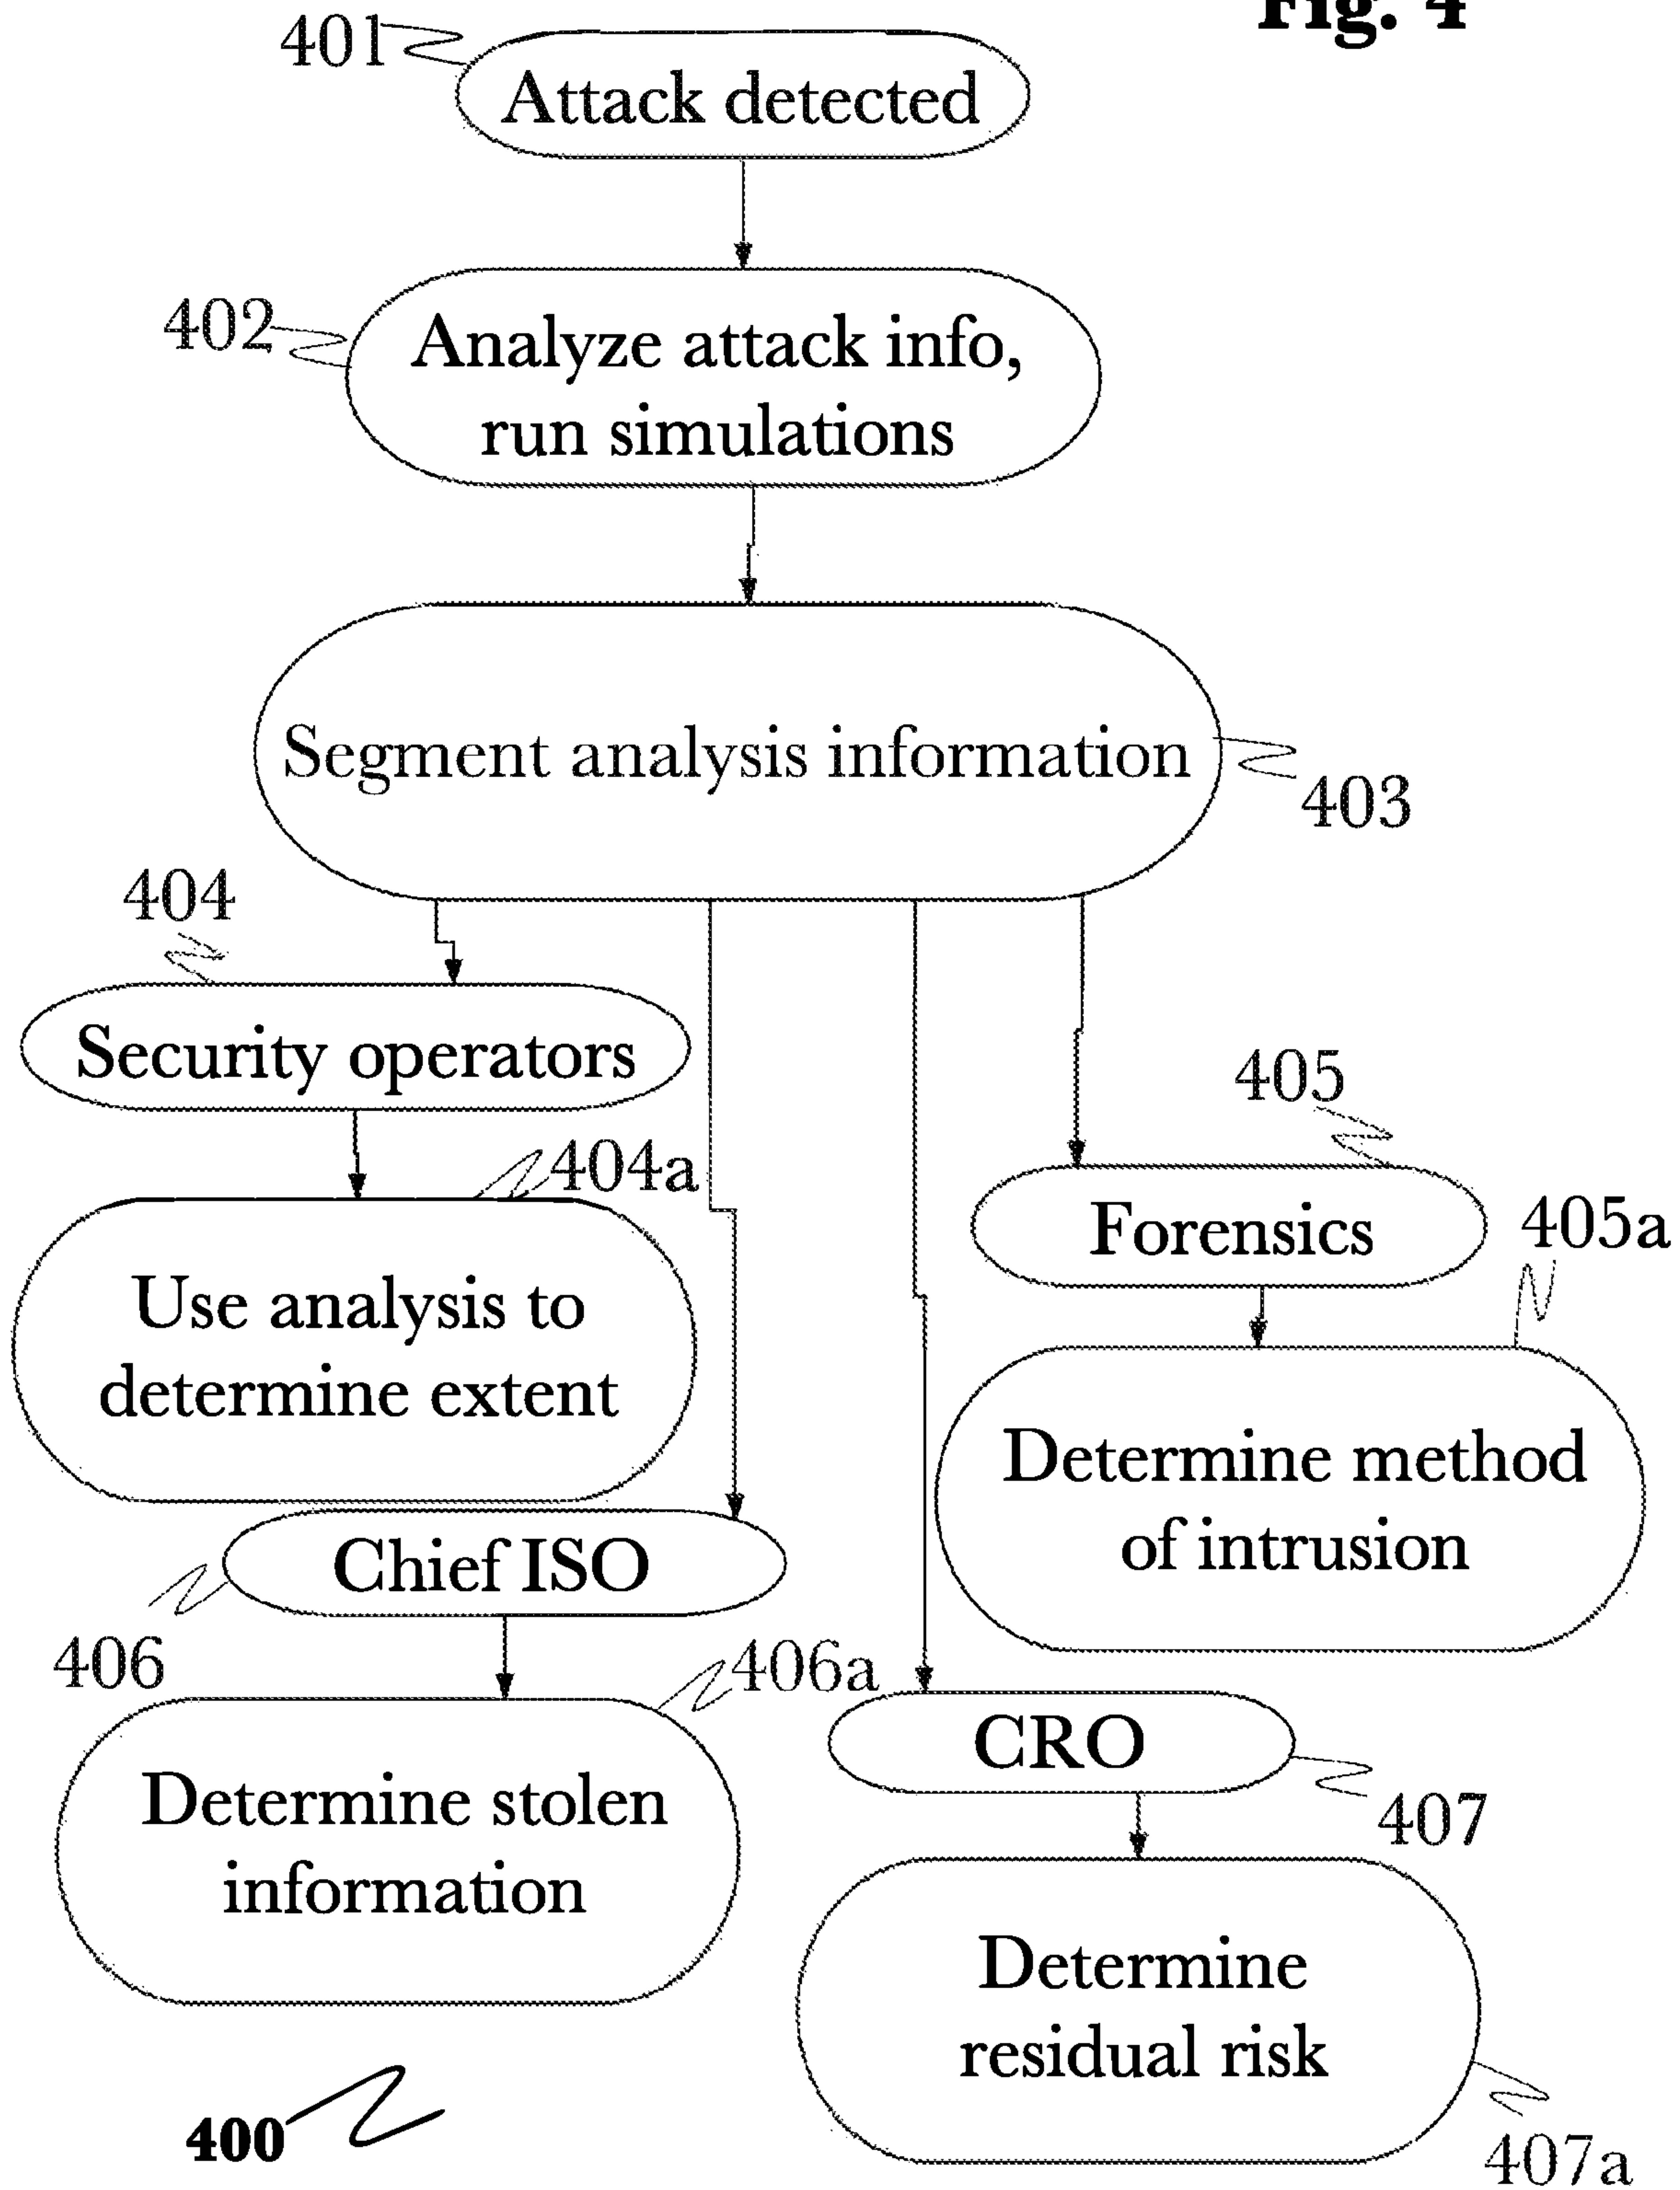 Fig. 4
401
Attack detected
402
Analyze attack info,
run simulations
Segment analysis information
403
404
Security operators
405
404a
Forensics
405a
Use analysis to
determine extent
Determine method
of intrusion
Chief ISO
406
406a
CRO
407
Determine stolen
information
Determine
residual risk
400
407a